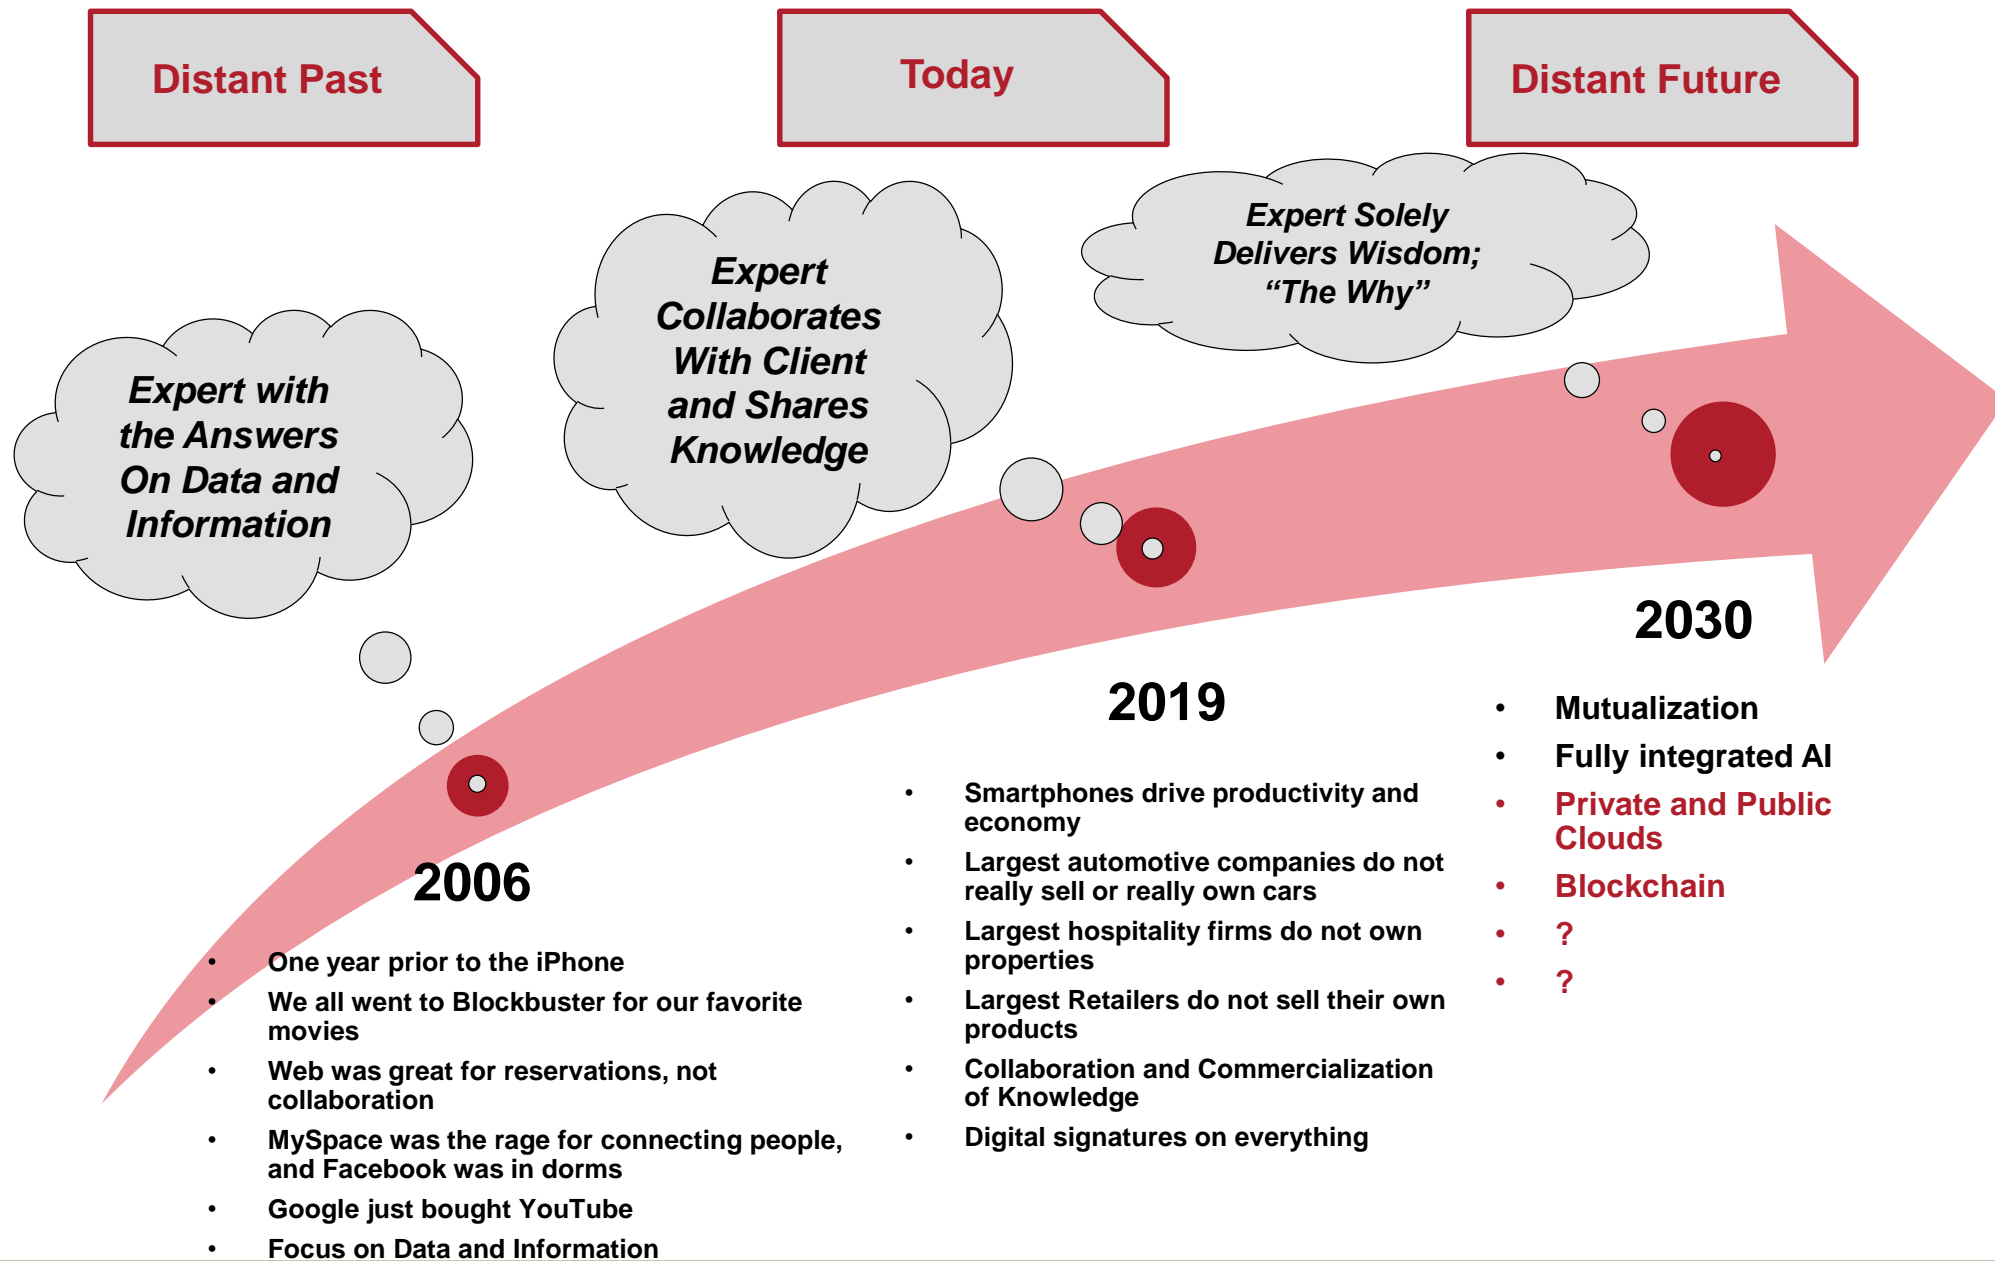 Distant Past
Today
Distant Future
Expert with
the Answers
On Data and
Information
Expert
Collaborates
With Client
and Shares
Knowledge
Expert Solely
Delivers Wisdom;
“The Why”
2006
• One year prior to the iPhone
• We all went to Blockbuster for our favorite
movies
• Web was great for reservations, not
collaboration
• MySpace was the rage for connecting people,
and Facebook was in dorms
• Google just bought YouTube
• Focus on Data and Information
2019
• Smartphones drive productivity and
economy
• Largest automotive companies do not
really sell or really own cars
• Largest hospitality firms do not own
properties
• Largest Retailers do not sell their own
products
• Collaboration and Commercialization
of Knowledge
• Digital signatures on everything
2030
• Mutualization
• Fully integrated AI
• Private and Public
Clouds
• Blockchain
• ?
• ?